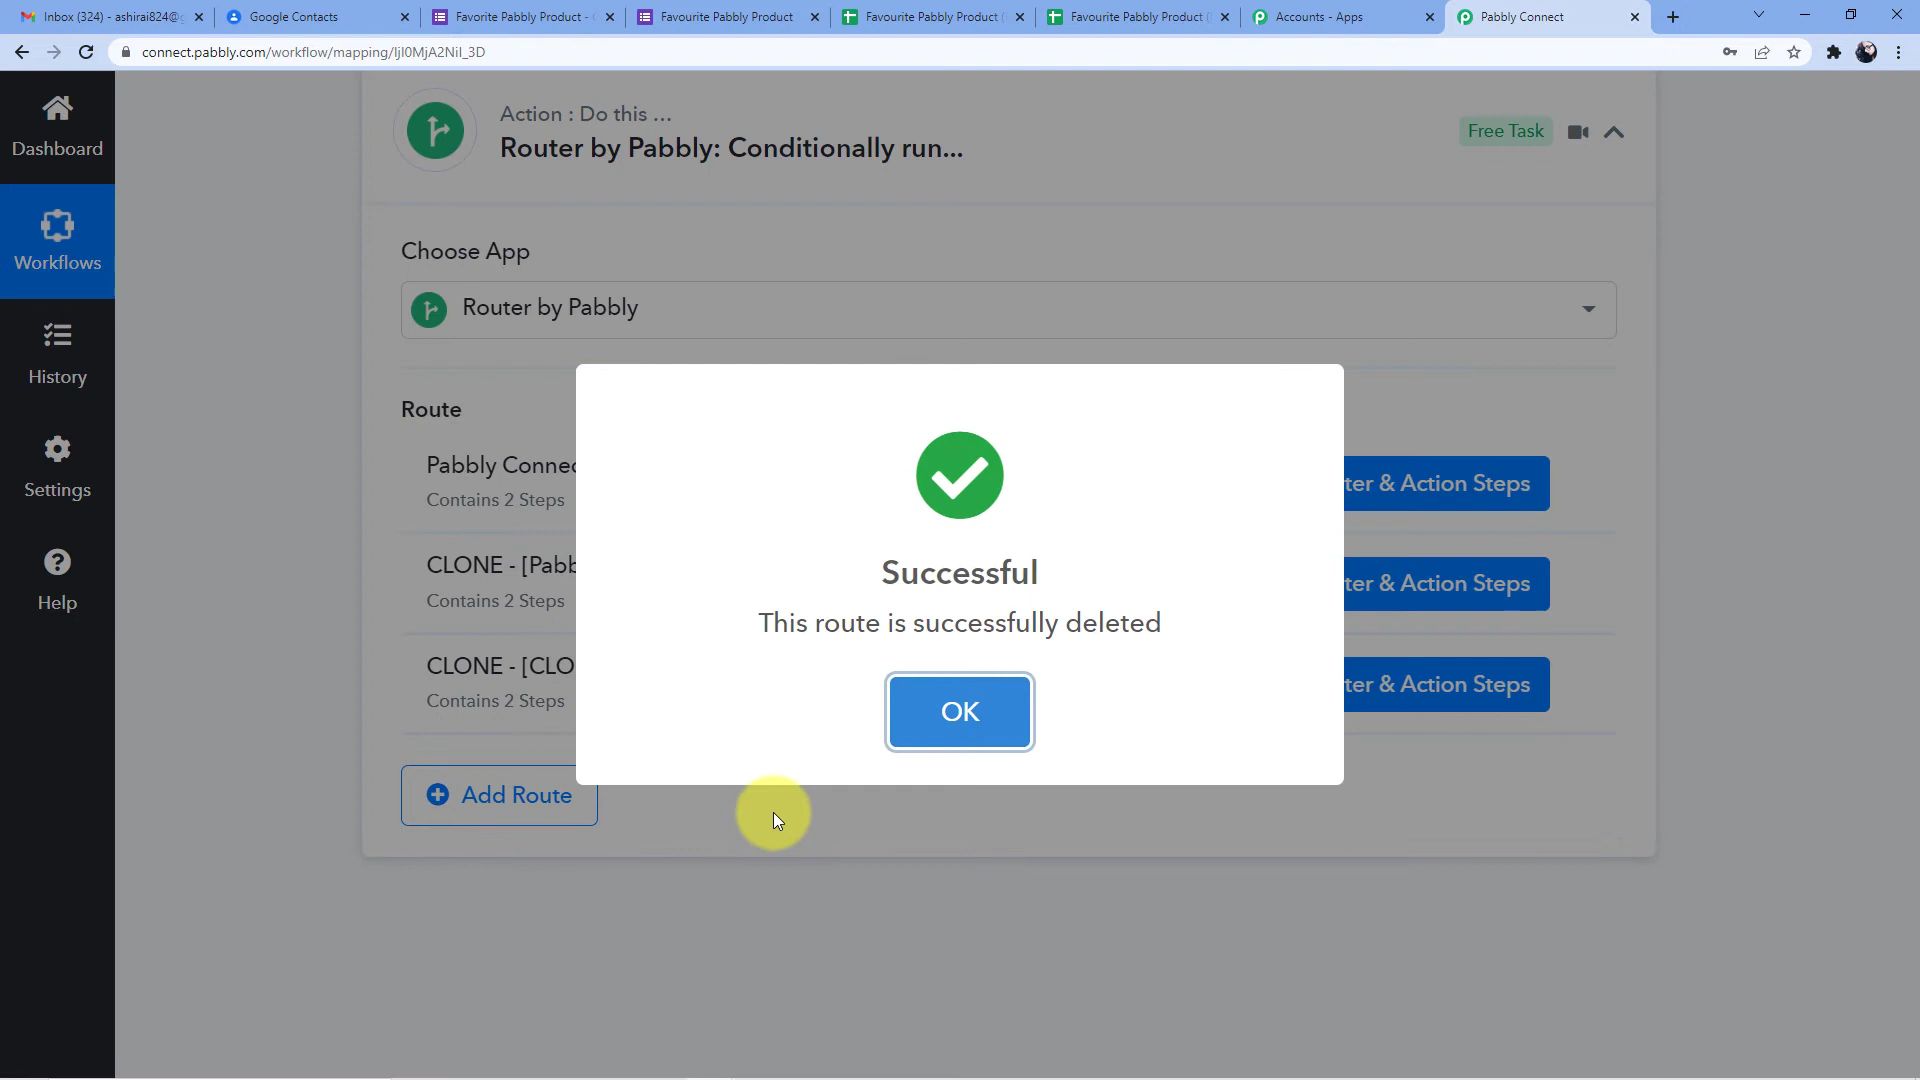 Inbox (324) - ashirai824@g
Google Contacts
Favorite Pabbly Product -
Favourite Pabbly Product
Favourite Pabbly Product (
Favourite Pabbly Product (
Accounts - Apps
Pabbly Connect
connect.pabbly.com/workflow/mapping/IjI0MjA2NiI_3D
Dashboard
Workflows
History
Settings
Help
Action : Do this ...
Router by Pabbly: Conditionally run...
Free Task
Choose App
Router by Pabbly
Route
Pabbly Connec
Contains 2 Steps
ter & Action Steps
CLONE - [Pabb
Contains 2 Steps
ter & Action Steps
CLONE - [CLO
Contains 2 Steps
ter & Action Steps
Add Route
Successful
This route is successfully deleted
OK